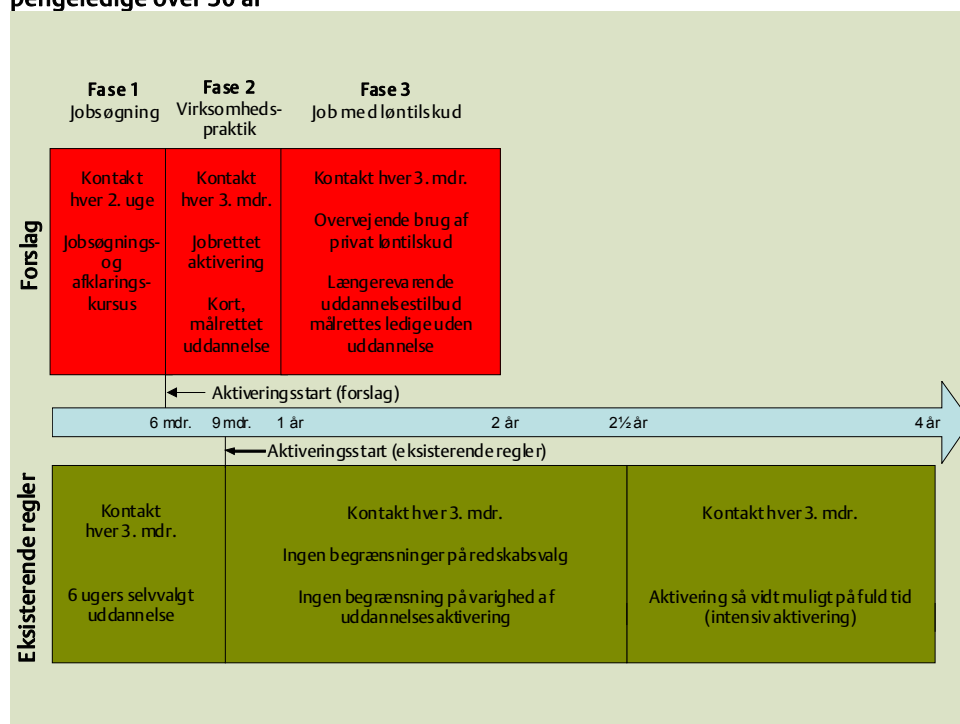 pengeledige over 30 år
Fase 1
Jobsøgning
Fase 2
Virksomheds-
praktik
Fase 3
Job med løntilskud
Forslag
Kontakt
hver 2. uge
Jobsøgnings-
og
afklarings-
kursus
Kontakt
hver 3. mdr.
Jobrettet
aktivering
Kort,
målrettet
uddannelse
Kontakt hver 3. mdr.
Overvejende brug af
privat løntilskud
Længerevarende
uddannelsestilbud
målrettes ledige uden
uddannelse
Aktiveringsstart (forslag)
6 mdr. 9 mdr. 1 år 2 år 2½ år 4 år
Aktiveringsstart (eksisterende regler)
Eksisterende regler
Kontakt
hver 3. mdr.
6 ugers selvvalgt
uddannelse
Kontakt hver 3. mdr.
Ingen begrænsninger på redskabsvalg
Ingen begrænsning på varighed af
uddannelsesaktivering
Kontakt hver 3. mdr.
Aktivering så vidt muligt på fuld tid
(intensiv aktivering)